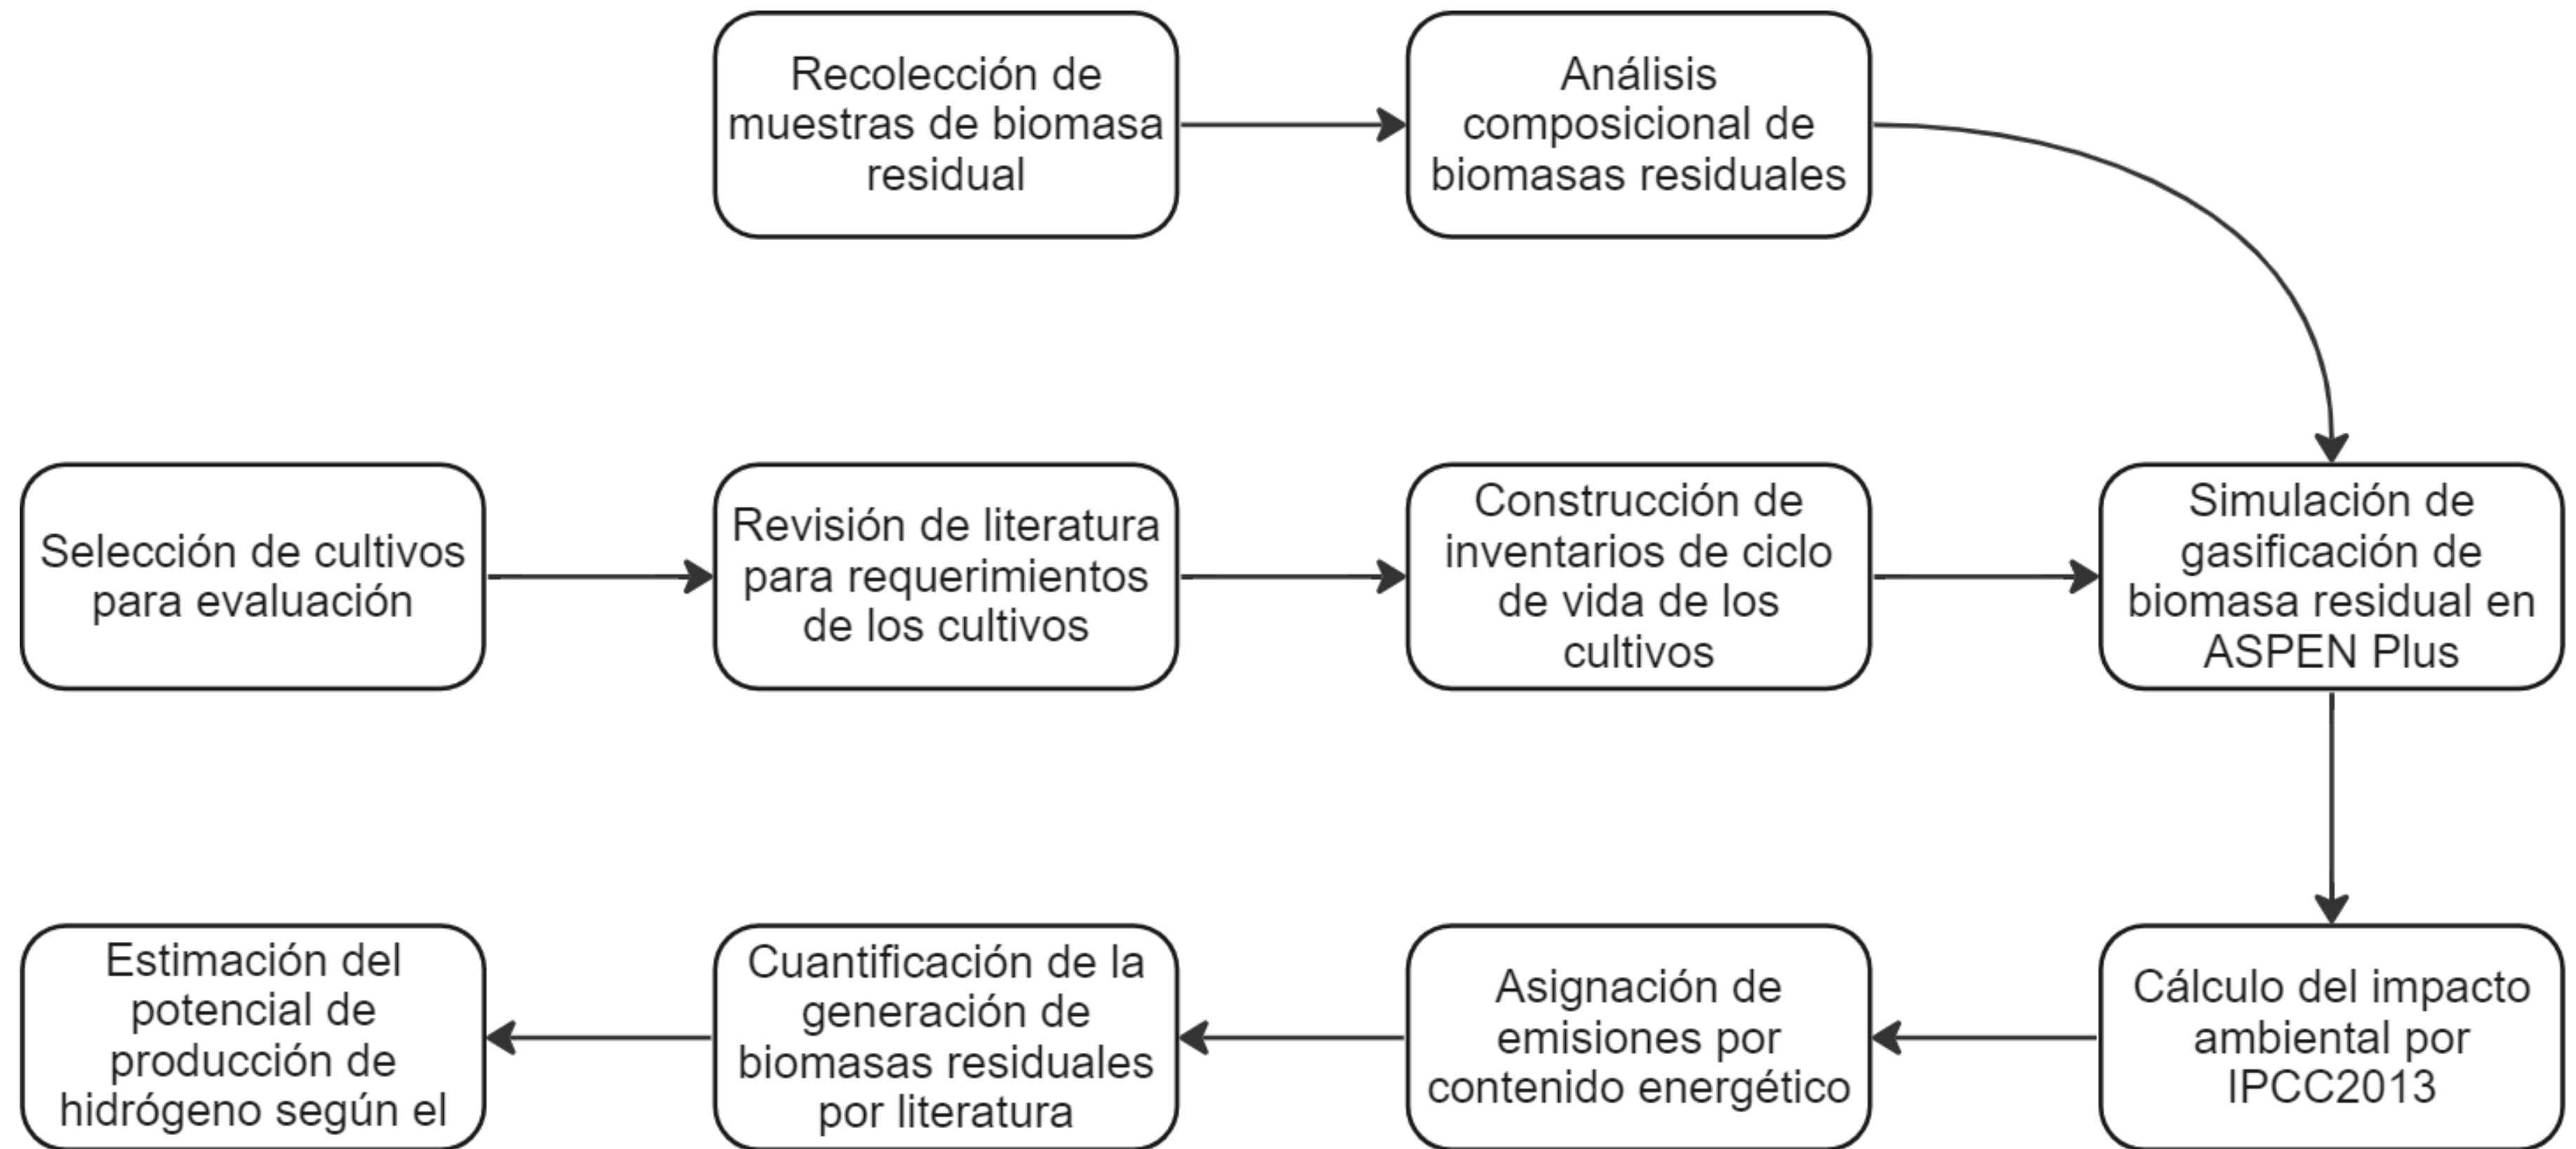 Recolección de
muestras de biomasa
residual
Análisis
composicional de
biomasas residuales
Selección de cultivos
para evaluación
Revisión de literatura
para requerimientos
de los cultivos
Construcción de
inventarios de ciclo
de vida de los
cultivos
Simulación de
gasificación de
biomasa residual en
ASPEN Plus
Estimación del
potencial de
producción de
hidrógeno según el
Cuantificación de la
generación de
biomasas residuales
por literatura
Asignación de
emisiones por
contenido energético
Cálculo del impacto
ambiental por
IPCC2013